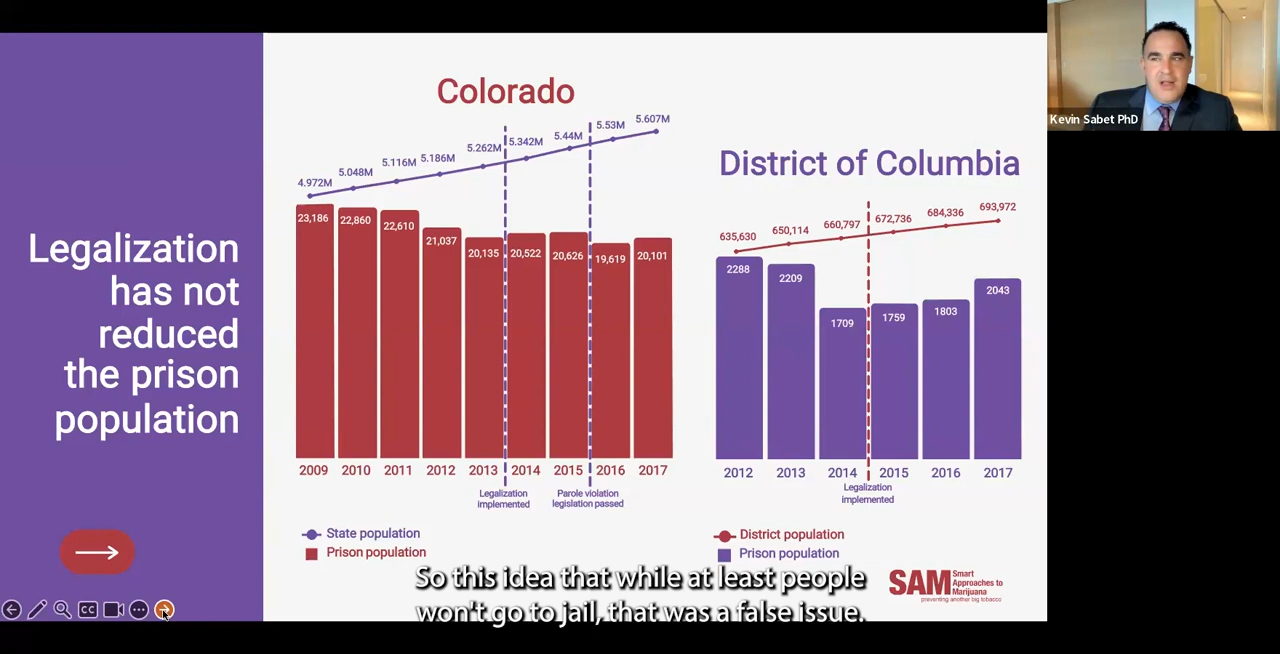 Kevin Sabet PhD
Legalization
has not
reduced
the prison
population
Colorado
4.972M
5.048M
5.116M
5.186M
5.262M
5.342M
5.44M
5.53M
5.607M
23,186
22,860
22,610
21,037
20,135
20,522
20,626
19,619
20,101
2009 2010 2011 2012 2013 2014 2015 2016 2017
Legalization
implemented
Parole violation
legislation passed
State population
Prison population
District of Columbia
635,630
650,114
660,797
672,736
684,336
693,972
2288
2209
1709
1759
1803
2043
2012 2013 2014 2015 2016 2017
Legalization
implemented
District population
Prison population
SAM
Smart
Approaches to
Marijuana
preventing another big tobacco
CC
So this idea that while at least people
won't go to jail, that was a false issue.